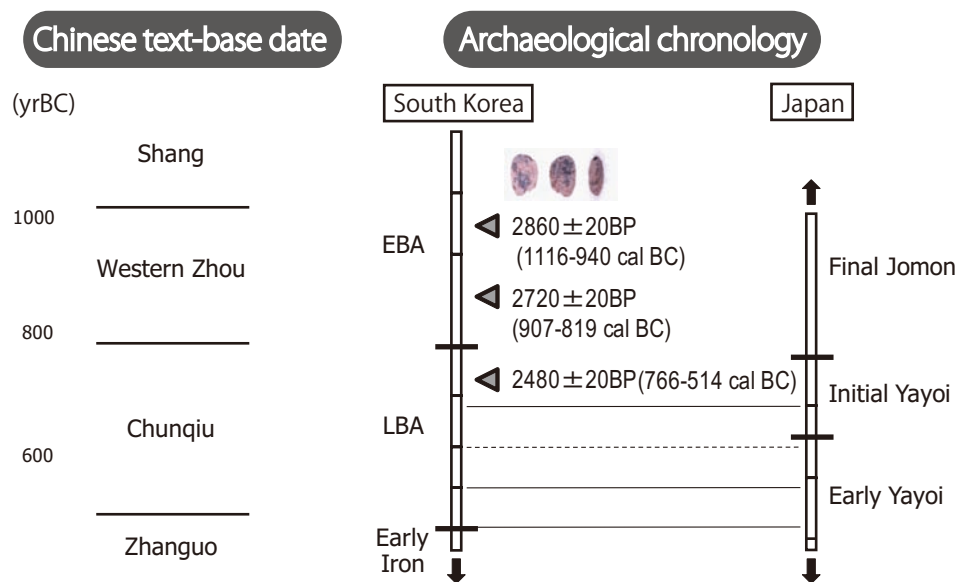 Chinese text-base date
Archaeological chronology
(yrBC)
South Korea
Japan
Shang
1000
2860±20BP
(1116-940 cal BC)
EBA
Western Zhou
Final Jomon
2720±20BP
(907-819 cal BC)
800
2480±20BP(766-514 cal BC)
Initial Yayoi
Chunqiu
LBA
600
Early Yayoi
Early
Iron
Zhanguo